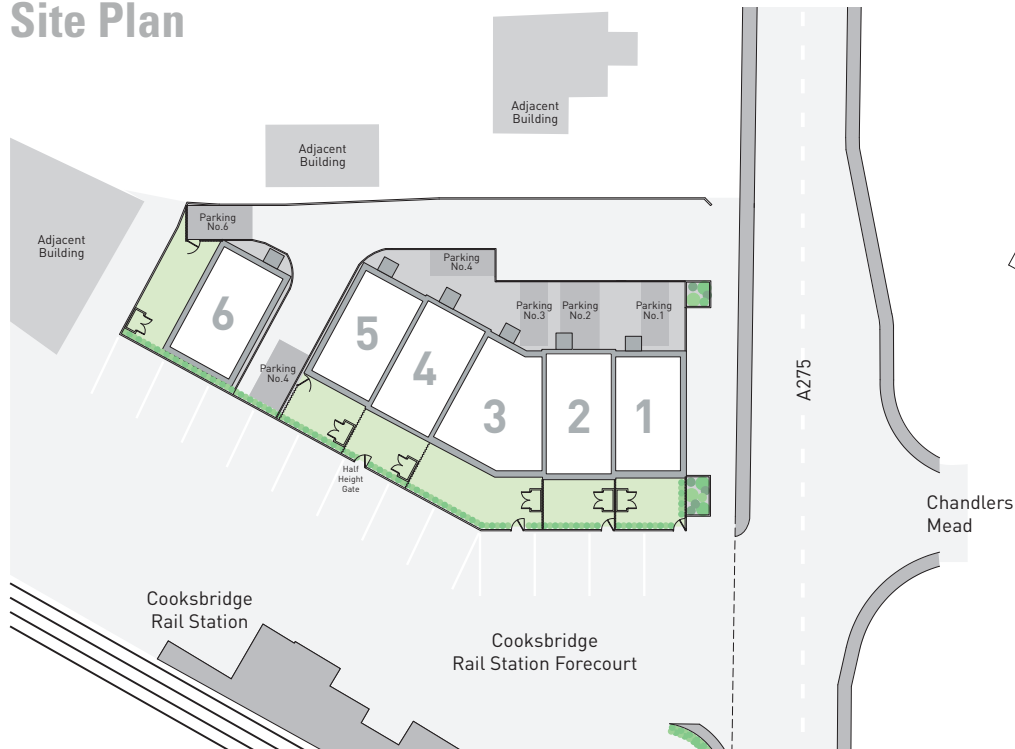 Site Plan
Adjacent
Building
Adjacent
Building
Adjacent
Building
Parking
No.6
Parking
No.4
Parking
No.3
Parking
No.2
Parking
No.1
Parking
No.4
6
5
4
3
2
1
Half
Height
Gate
A275
Chandlers
Mead
Cooksbridge
Rail Station
Cooksbridge
Rail Station Forecourt